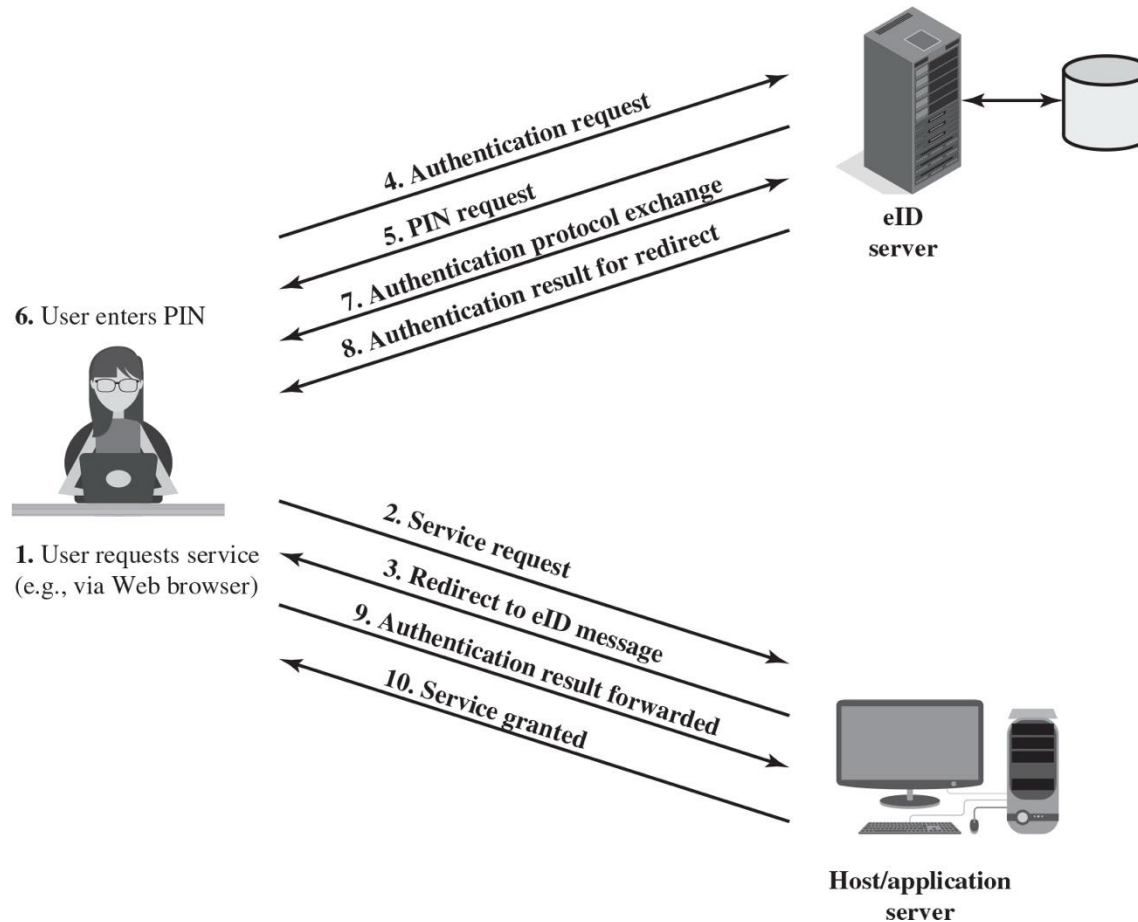 4. Authentication request
5. PIN request
7. Authentication protocol exchange
8. Authentication result for redirect
eID
server
6. User enters PIN
1. User requests service
(e.g., via Web browser)
2. Service request
3. Redirect to eID message
9. Authentication result forwarded
10. Service granted
Host/application
server